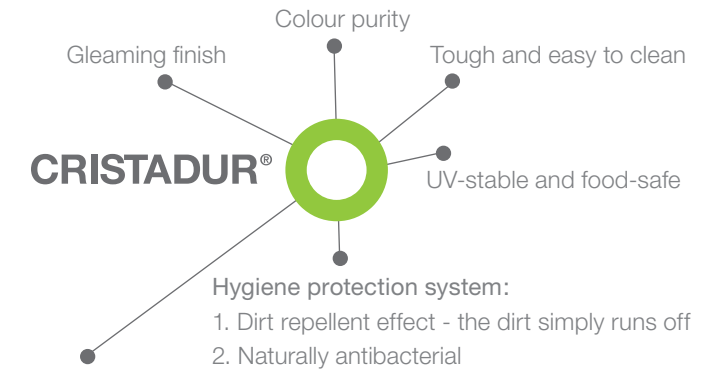 Colour purity
Gleaming finish
Tough and easy to clean
CRISTADUR®
UV-stable and food-safe
Hygiene protection system:
1. Dirt repellent effect - the dirt simply runs off
2. Naturally antibacterial